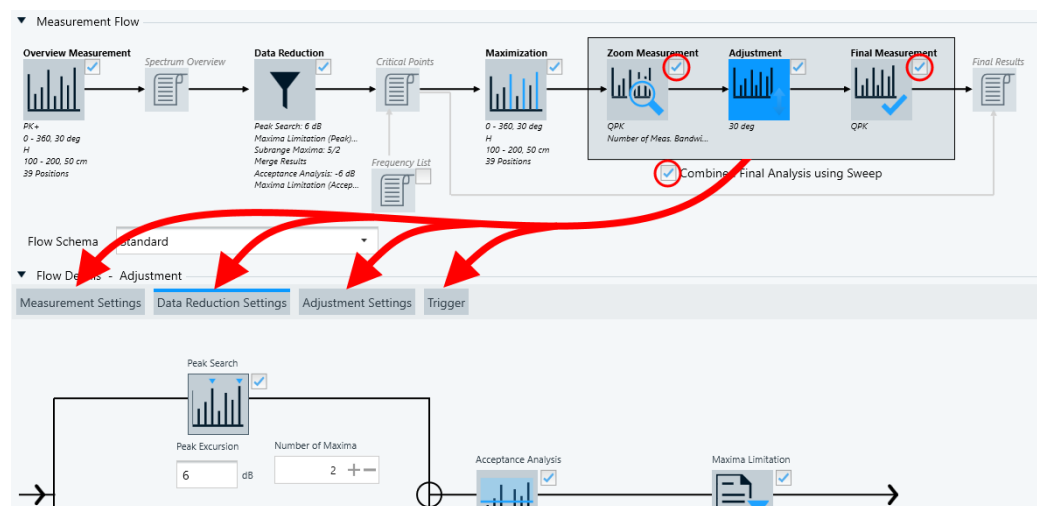 Measurement Flow
Overview Measurement
Spectrum Overview
Data Reduction
Critical Points
Maximization
Zoom Measurement
Adjustment
Final Measurement
Final Results
PK+
0 - 360, 30 deg
H
100 - 200, 50 cm
39 Positions
Peak Search: 6 dB
Maxima Limitation (Peak)...
Subrange Maxima: 5/2
Merge Results
Acceptance Analysis: -6 dB
Maxima Limitation (Accep...
Frequency List
0 - 360, 30 deg
H
100 - 200, 50 cm
39 Positions
QPK
Number of Meas. Bandwi...
30 deg
QPK
Combined Final Analysis using Sweep
Flow Schema
Standard
Flow Details - Adjustment
Measurement Settings
Data Reduction Settings
Adjustment Settings
Trigger
Peak Search
Peak Excursion
Number of Maxima
6
dB
2
Acceptance Analysis
Maxima Limitation